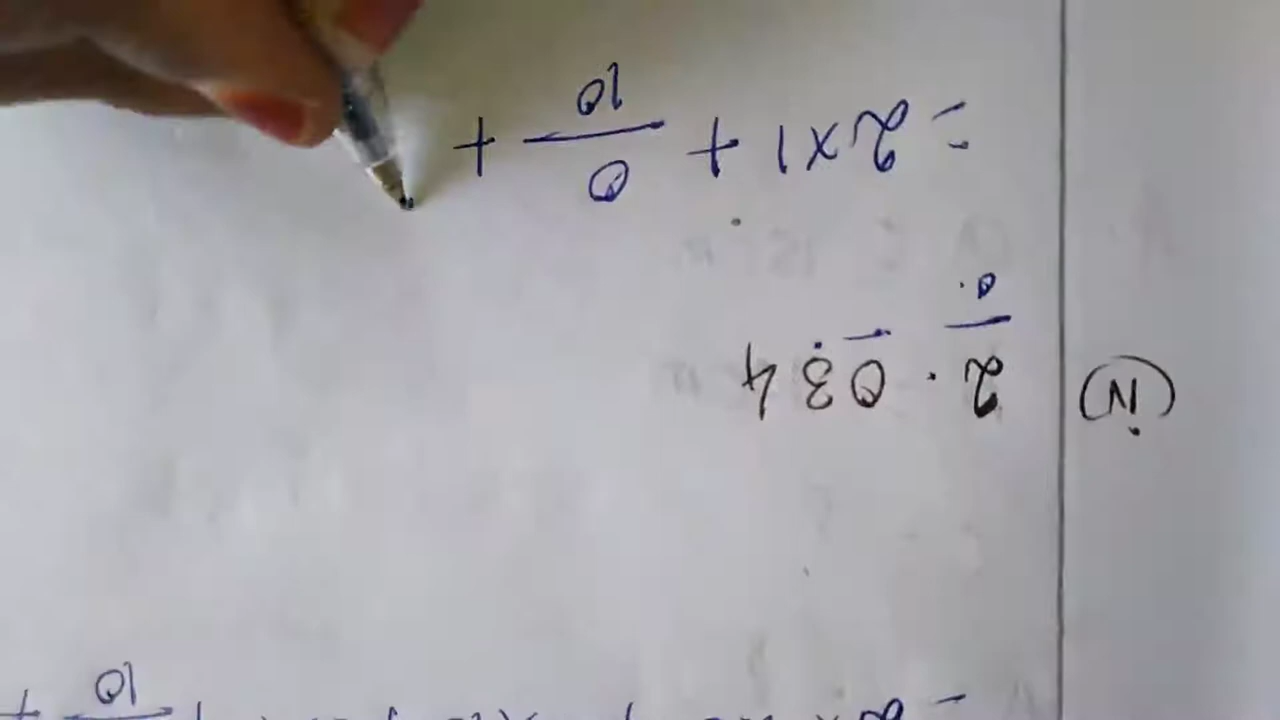 (iv) 2.034
= 2×1 + 0/10 +